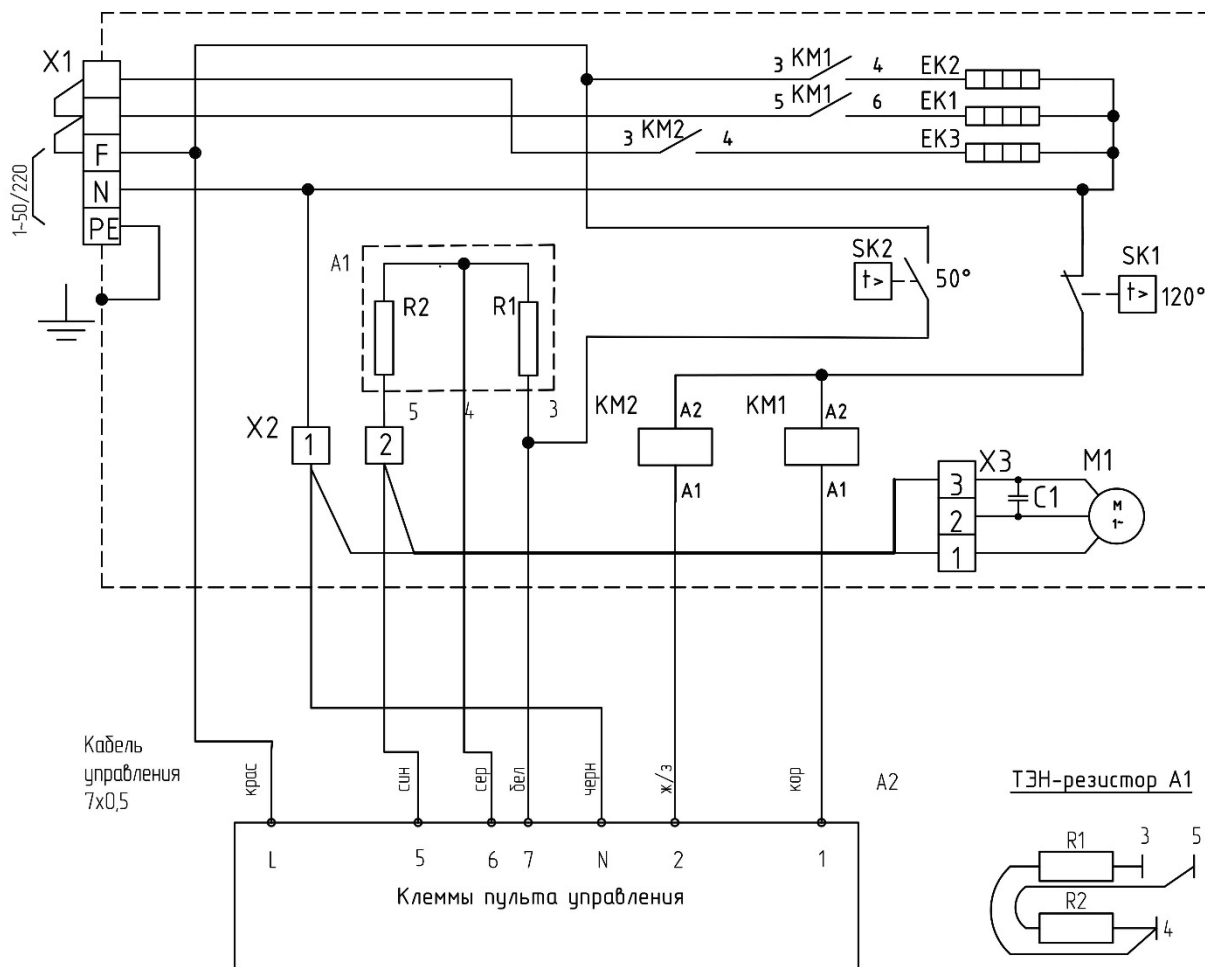 X1
3 KM1 4 EK2
5 KM1 6 EK1
3 KM2 4 EK3
F
N
PE
1~50/220
A1
R2 R1
SK2
t>
50°
SK1
t>
120°
5 4 3
X2
1 2
KM2 A2
A1
KM1 A2
A1
X3
3
2
1
C1
M1
M
1~
Кабель
управления
7x0,5
крас
син
сер
бел
черн
ж/з
кор
A2
L 5 6 7 N 2 1
Клеммы пульта управления
ТЭН-резистор A1
R1 3 5
R2 4